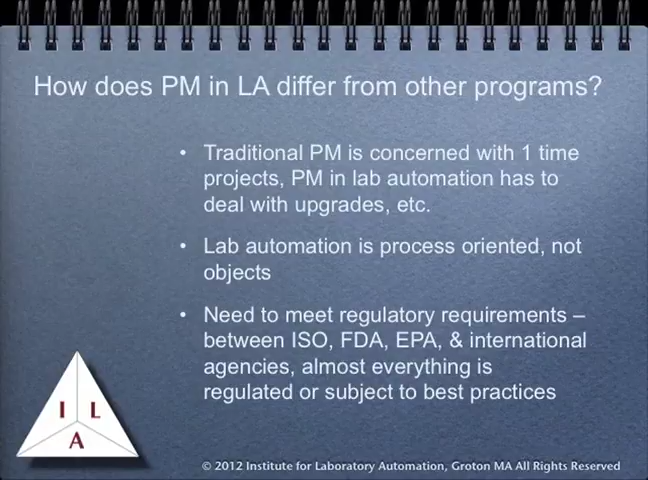 How does PM in LA differ from other programs?
• Traditional PM is concerned with 1 time
projects, PM in lab automation has to
deal with upgrades, etc.
• Lab automation is process oriented, not
objects
• Need to meet regulatory requirements –
between ISO, FDA, EPA, & international
agencies, almost everything is
regulated or subject to best practices
I L
A
© 2012 Institute for Laboratory Automation, Groton MA All Rights Reserved